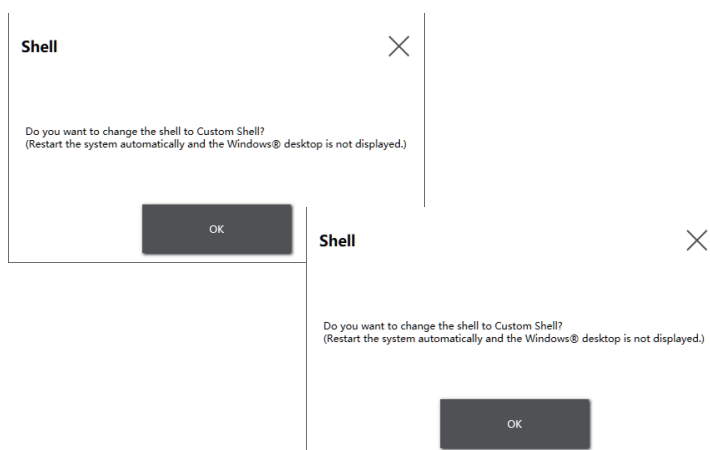 Shell
Do you want to change the shell to Custom Shell?
(Restart the system automatically and the Windows® desktop is not displayed.)
OK
Shell
Do you want to change the shell to Custom Shell?
(Restart the system automatically and the Windows® desktop is not displayed.)
OK